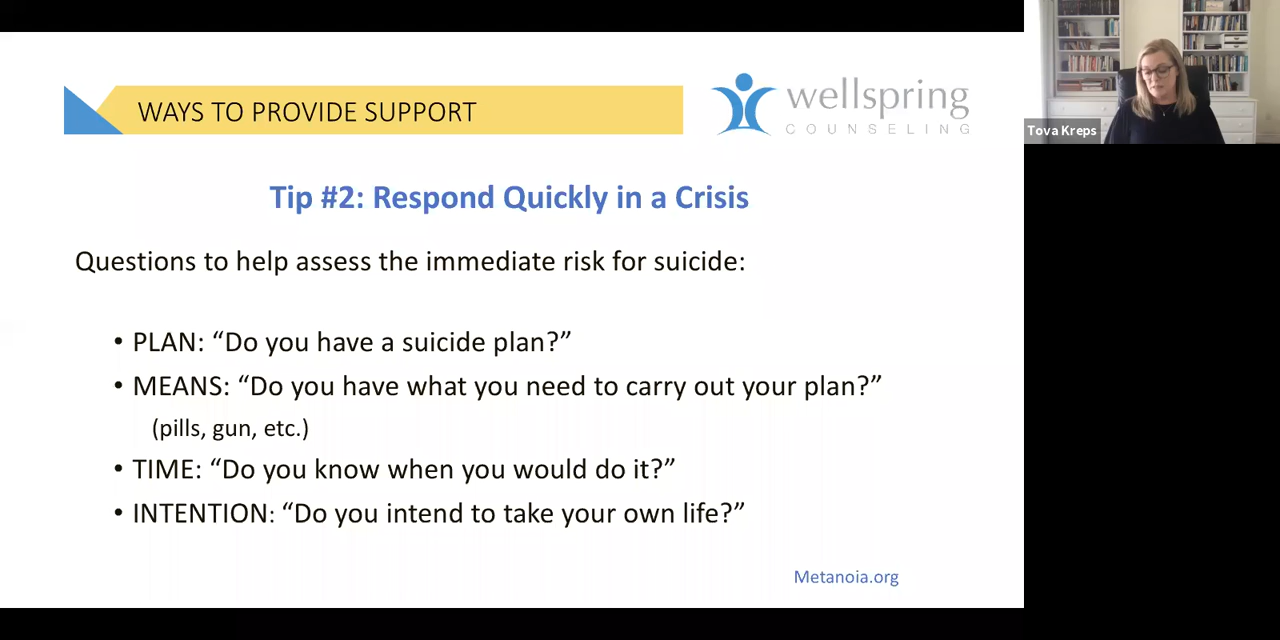 WAYS TO PROVIDE SUPPORT
wellspring
COUNSELING
Tova Kreps
Tip #2: Respond Quickly in a Crisis
Questions to help assess the immediate risk for suicide:
• PLAN: “Do you have a suicide plan?”
• MEANS: “Do you have what you need to carry out your plan?”
(pills, gun, etc.)
• TIME: “Do you know when you would do it?”
• INTENTION: “Do you intend to take your own life?”
Metanoia.org